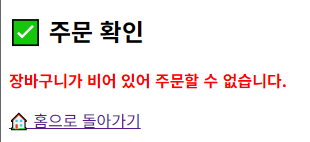 ✅ 주문 확인
장바구니가 비어 있어 주문할 수 없습니다.
🏠 홈으로 돌아가기